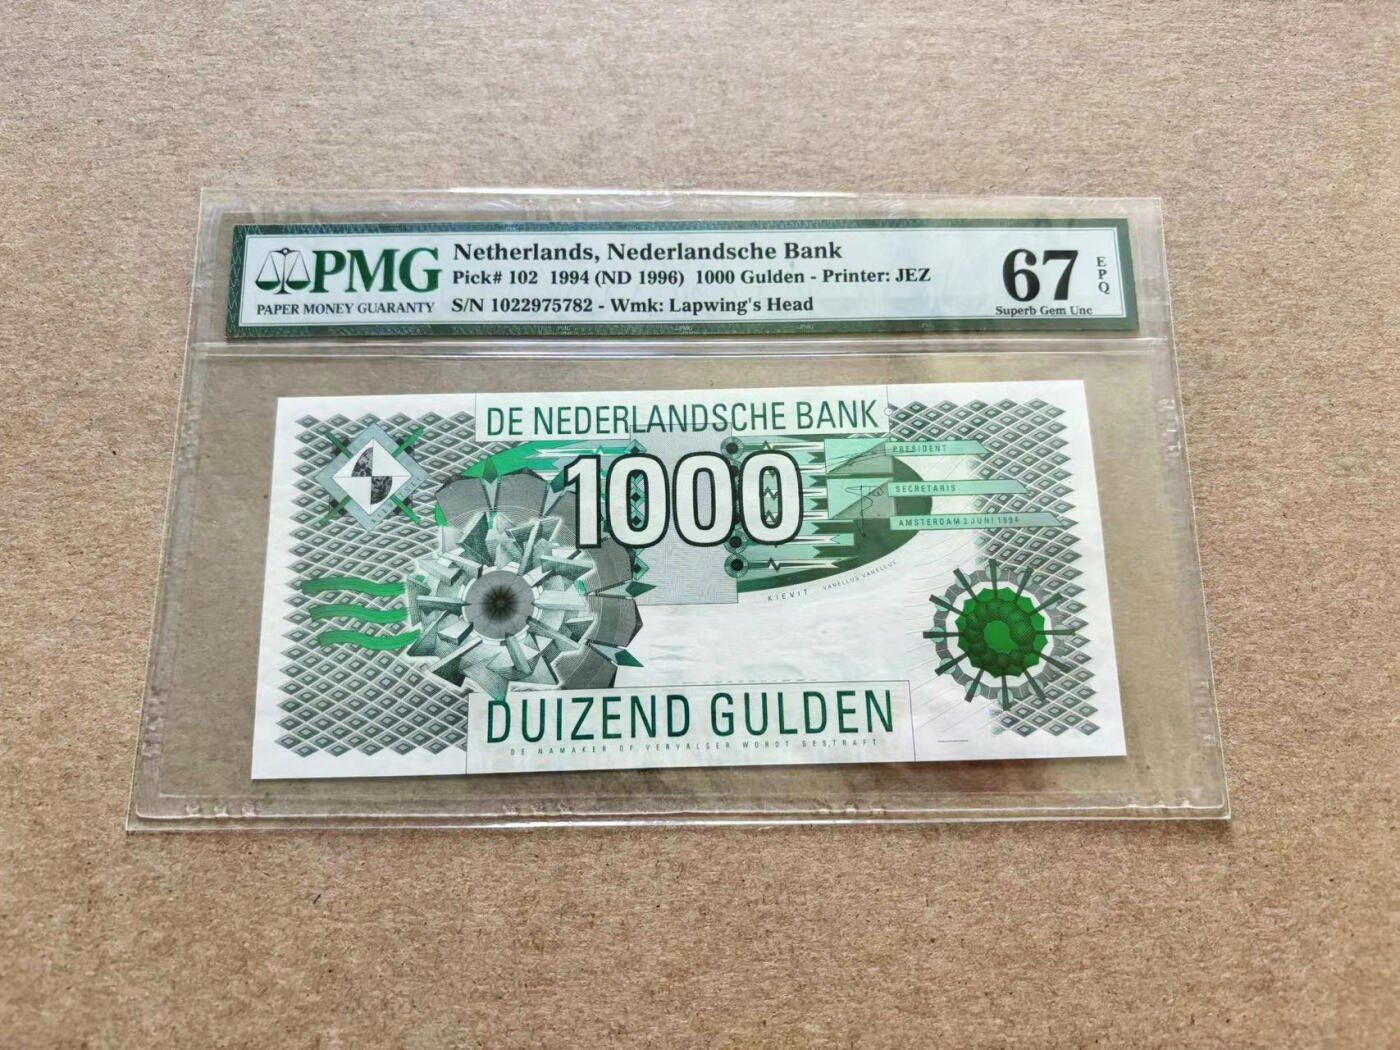 PMG
PAPER MONEY GUARANTY
Netherlands, Nederlandsche Bank
Pick# 102 1994 (ND 1996) 1000 Gulden - Printer: JEZ
S/N 1022975782 - Wmk: Lapwing's Head
67
EPQ
Superb Gem Unc
DE NEDERLANDSCHE BANK
1000
PRESIDENT
SECRETARIS
AMSTERDAM 2 JUNI 1994
KIEVIT VANELLUS VANELLUS
DUIZEND GULDEN
DE NAMAKER OF VERVALSER WORDT GESTRAFT